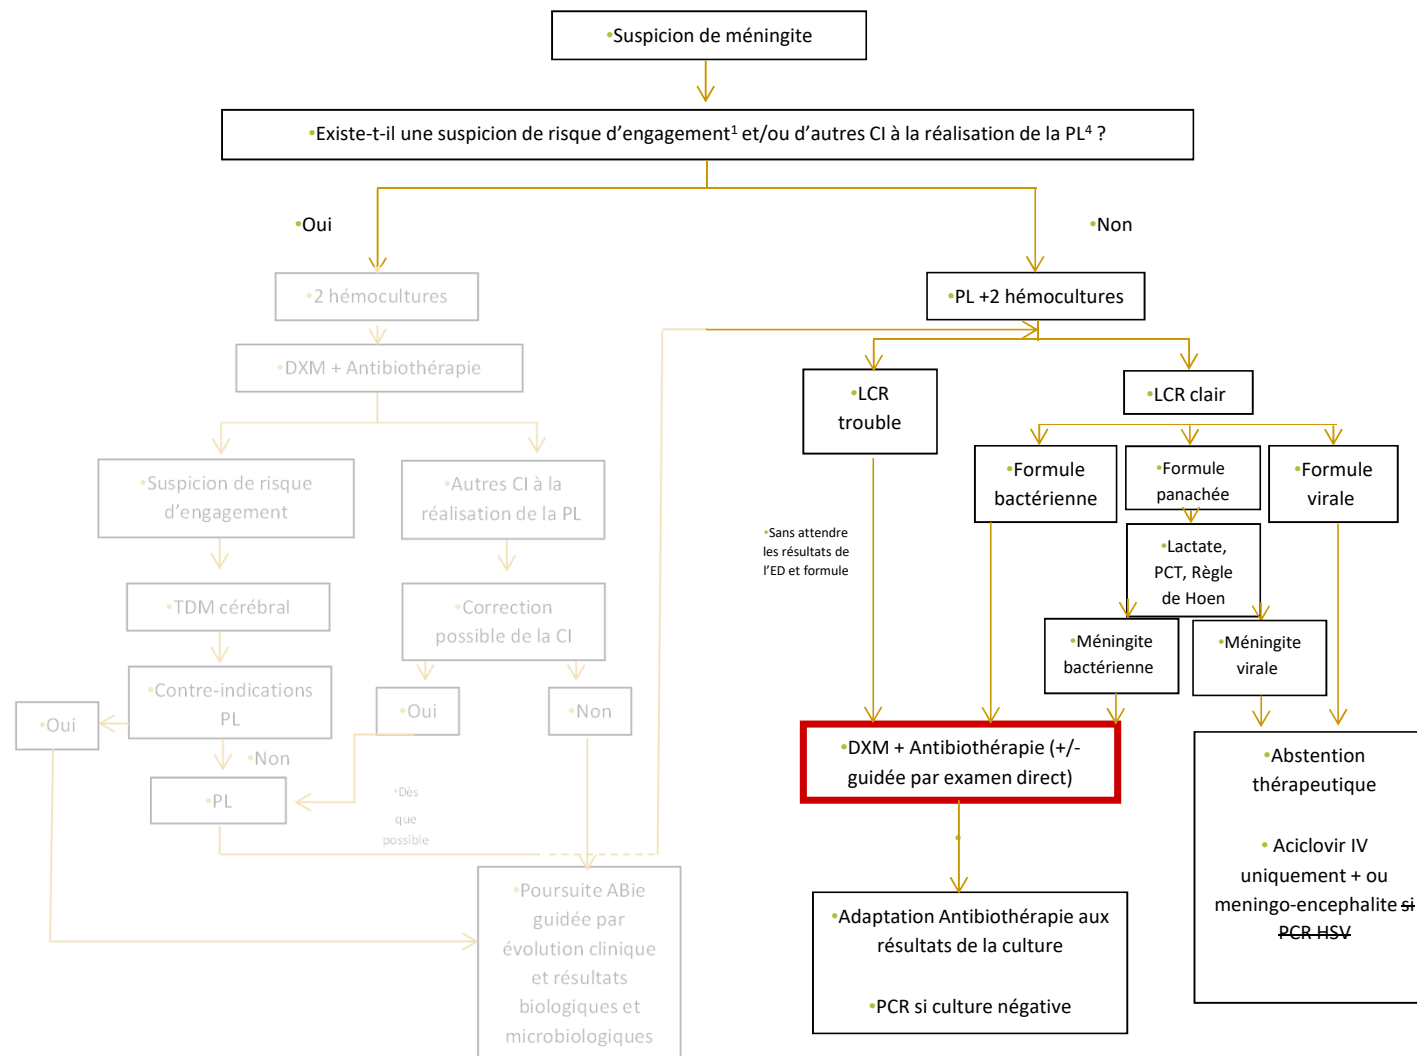 •Suspicion de méningite
•Existe-t-il une suspicion de risque d’engagement¹ et/ou d’autres CI à la réalisation de la PL⁴ ?
•Oui
•Non
•2 hémocultures
•DXM + Antibiothérapie
•Suspicion de risque
d’engagement
•Autres CI à la
réalisation de la PL
•TDM cérébral
•Correction
possible de la CI
•Contre-indications
PL
•Oui
•Oui
•Non
•Non
•PL
•Dès
que
possible
•Poursuite ABie
guidée par
évolution clinique
et résultats
biologiques et
microbiologiques
•PL +2 hémocultures
•LCR
trouble
•LCR clair
•Formule
bactérienne
•Formule
panachée
•Formule
virale
•Sans attendre
les résultats de
l’ED et formule
•Lactate,
PCT, Règle
de Hoen
•Méningite
bactérienne
•Méningite
virale
•DXM + Antibiothérapie (+/-
guidée par examen direct)
•Adaptation Antibiothérapie aux
résultats de la culture
•PCR si culture négative
•Abstention
thérapeutique
• Aciclovir IV
uniquement + ou
meningo-encephalite si
PCR HSV